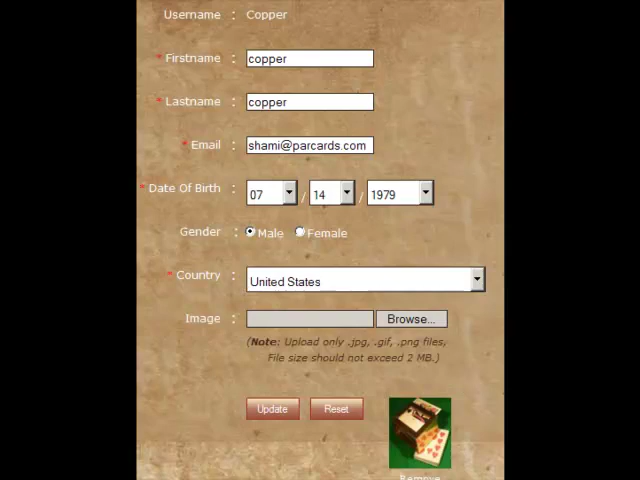 Username : Copper
* Firstname : copper
* Lastname : copper
* Email : shami@parcards.com
* Date Of Birth : 07 / 14 / 1979
Gender : Male Female
* Country : United States
Image : Browse...
(Note: Upload only .jpg, .gif, .png files,
File size should not exceed 2 MB.)
Update Reset
Remove